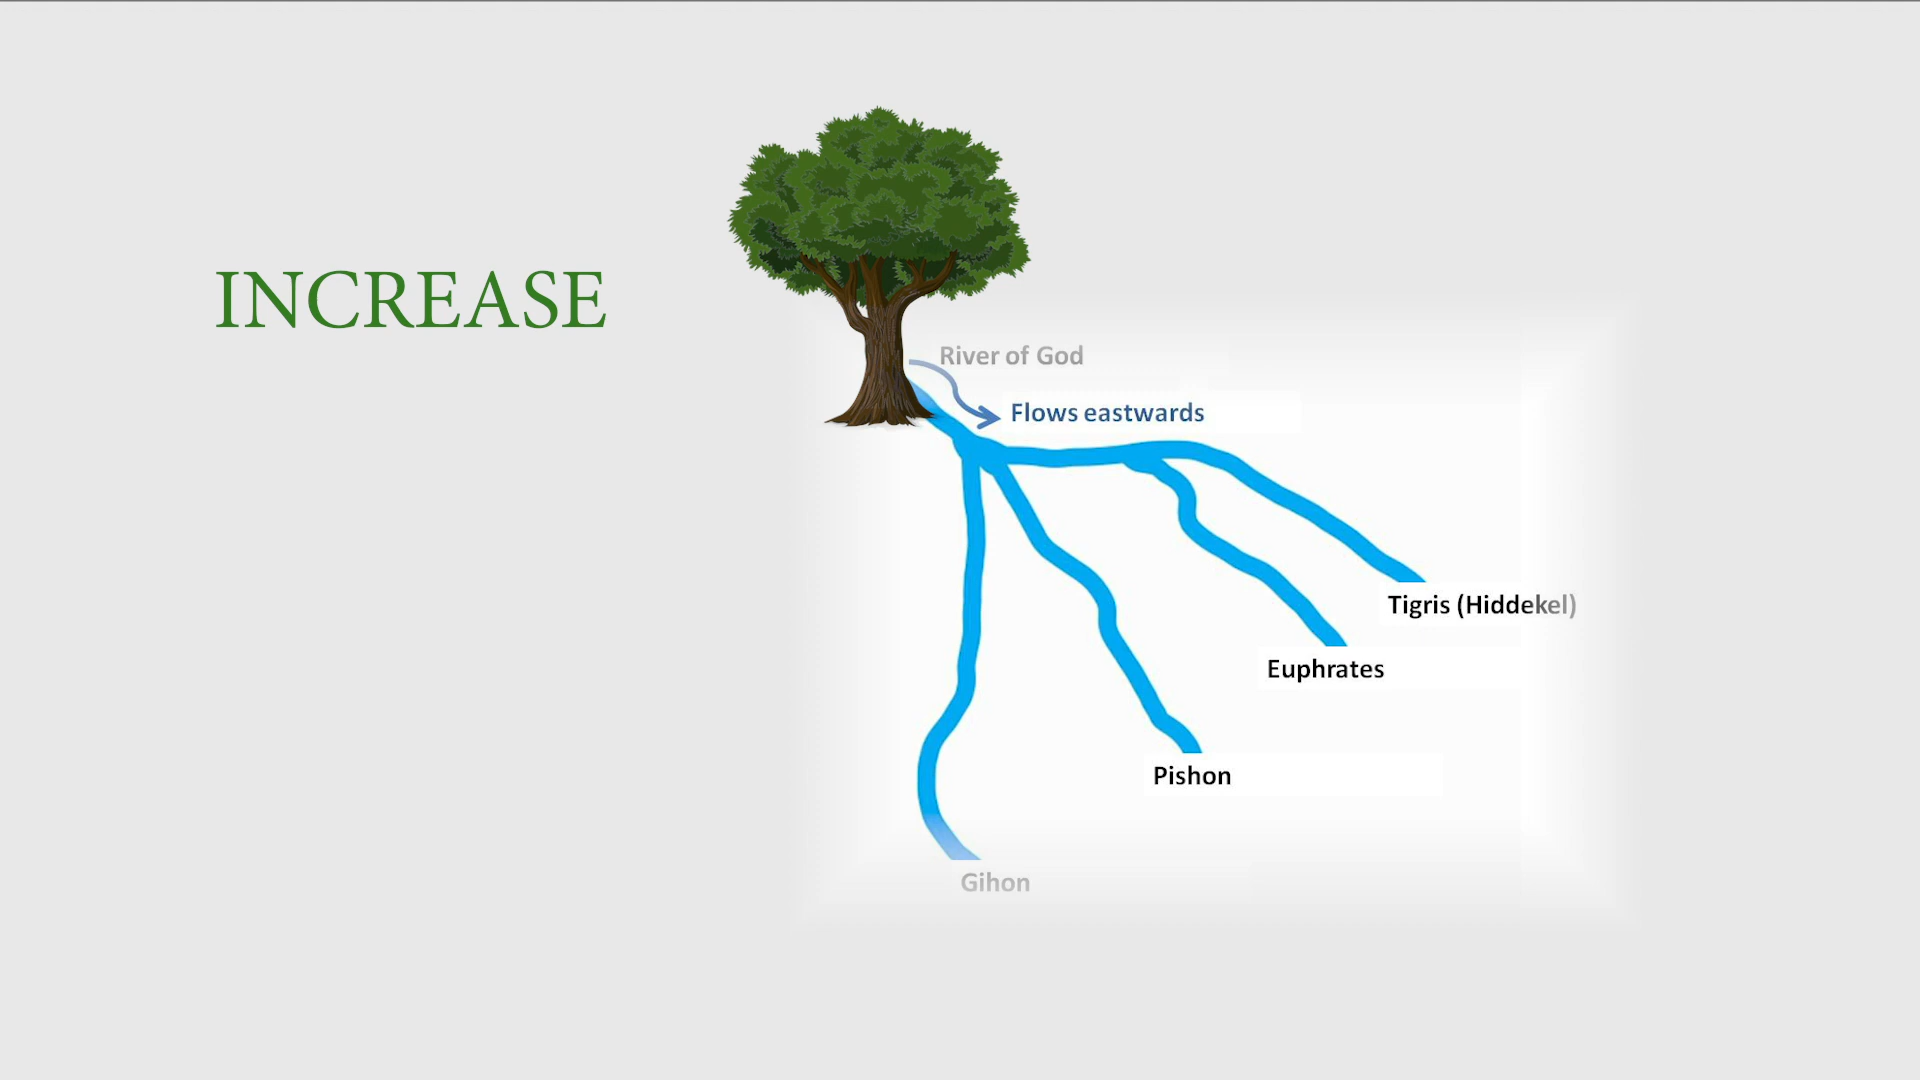 INCREASE
River of God
Flows eastwards
Tigris (Hiddekel)
Euphrates
Pishon
Gihon